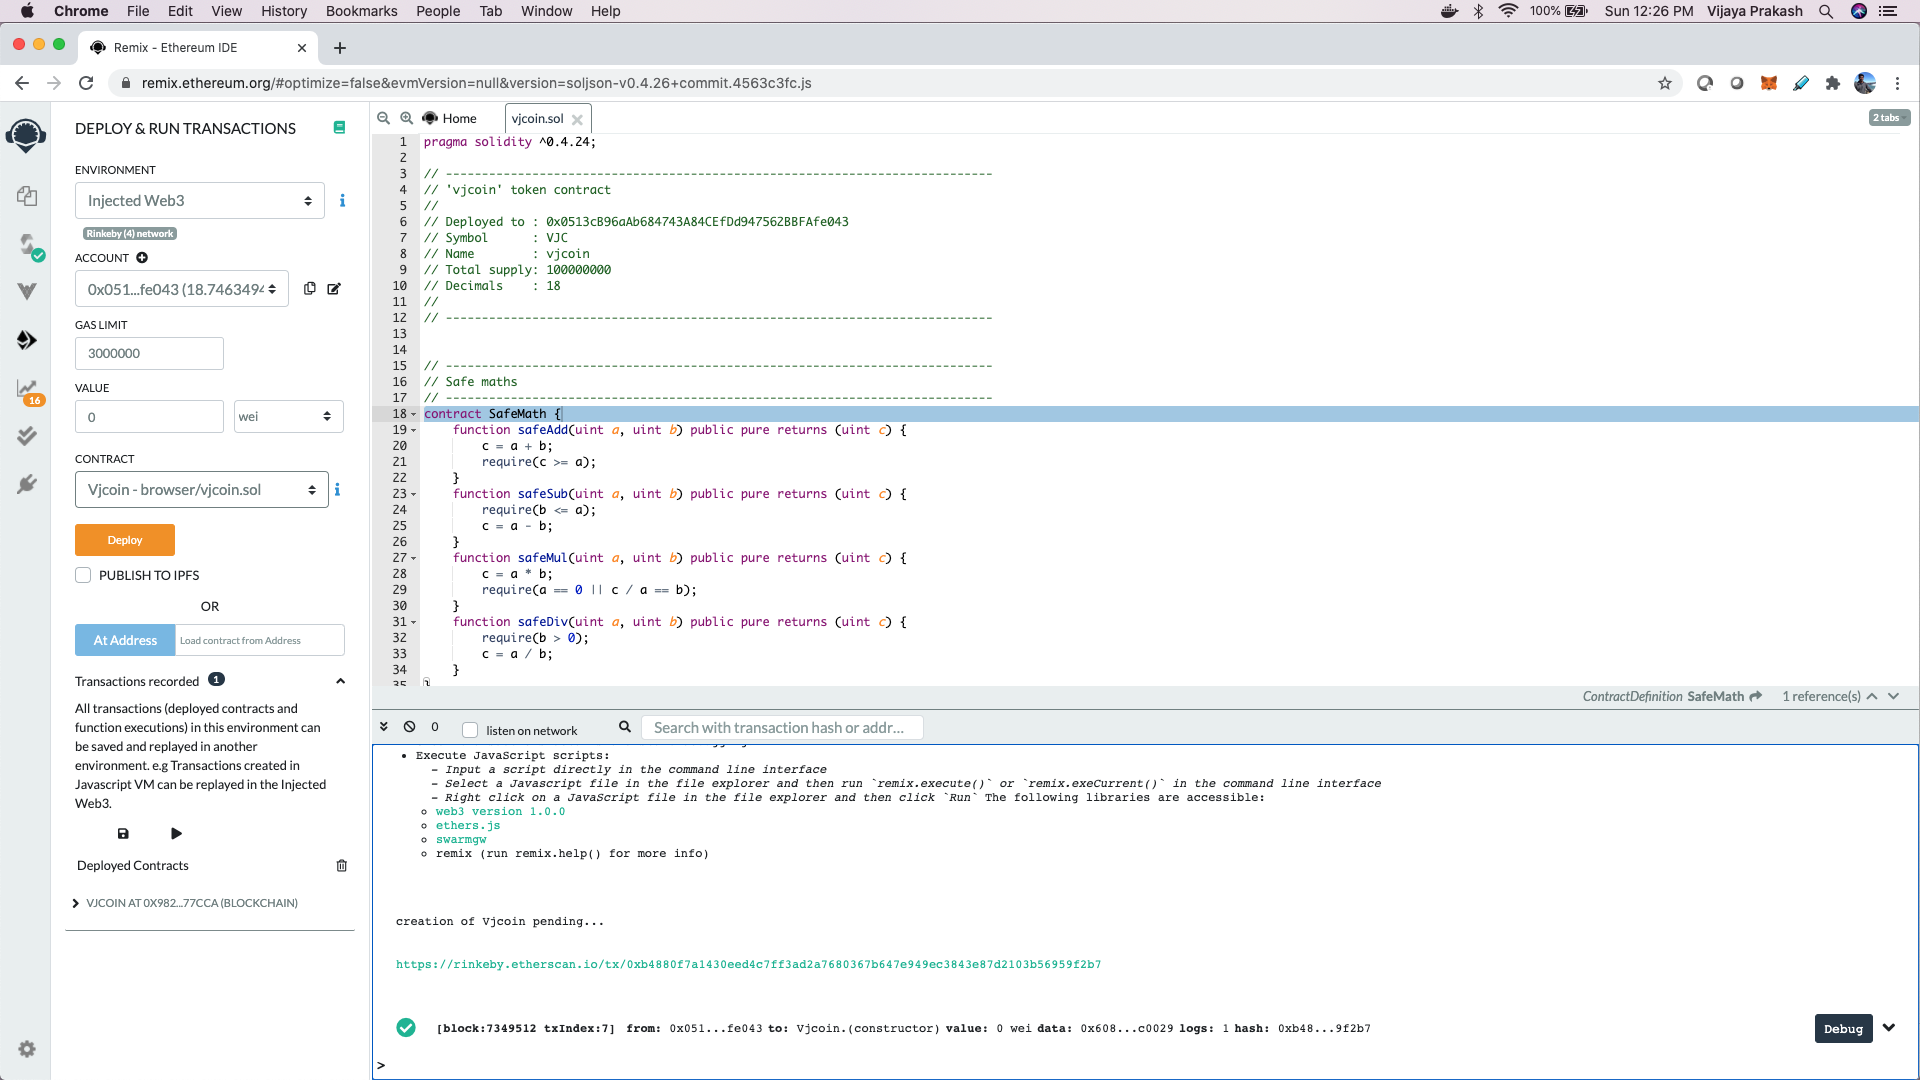 Chrome File Edit View History Bookmarks People Tab Window Help 100% Sun 12:26 PM Vijaya Prakash
Remix - Ethereum IDE
remix.ethereum.org/#optimize=false&evmVersion=null&version=soljson-v0.4.26+commit.4563c3fc.js
DEPLOY & RUN TRANSACTIONS
ENVIRONMENT
Injected Web3
Rinkeby (4) network
ACCOUNT
0x051...fe043 (18.7463494
GAS LIMIT
3000000
VALUE
0 wei
16
CONTRACT
Vjcoin - browser/vjcoin.sol
Deploy
PUBLISH TO IPFS
OR
At Address Load contract from Address
Transactions recorded 1
All transactions (deployed contracts and
function executions) in this environment can
be saved and replayed in another
environment. e.g Transactions created in
Javascript VM can be replayed in the Injected
Web3.
Deployed Contracts
VJCOIN AT 0X982...77CCA (BLOCKCHAIN)
Home vjcoin.sol 2 tabs
1 pragma solidity ^0.4.24;
2
3 // ----------------------------------------------------------------------------
4 // 'vjcoin' token contract
5 //
6 // Deployed to : 0x0513cB96aAb684743A84CEfDd947562BBFAfe043
7 // Symbol      : VJC
8 // Name        : vjcoin
9 // Total supply: 100000000
10 // Decimals    : 18
11 //
12 // ----------------------------------------------------------------------------
13
14
15 // ----------------------------------------------------------------------------
16 // Safe maths
17 // ----------------------------------------------------------------------------
18 contract SafeMath {
19     function safeAdd(uint a, uint b) public pure returns (uint c) {
20         c = a + b;
21         require(c >= a);
22     }
23     function safeSub(uint a, uint b) public pure returns (uint c) {
24         require(b <= a);
25         c = a - b;
26     }
27     function safeMul(uint a, uint b) public pure returns (uint c) {
28         c = a * b;
29         require(a == 0 || c / a == b);
30     }
31     function safeDiv(uint a, uint b) public pure returns (uint c) {
32         require(b > 0);
33         c = a / b;
34     }
35 }
ContractDefinition SafeMath 1 reference(s)
0 listen on network Search with transaction hash or addr...
• Execute JavaScript scripts:
- Input a script directly in the command line interface
- Select a Javascript file in the file explorer and then run `remix.execute()` or `remix.exeCurrent()` in the command line interface
- Right click on a JavaScript file in the file explorer and then click `Run` The following libraries are accessible:
web3 version 1.0.0
ethers.js
swarmgw
remix (run remix.help() for more info)
creation of Vjcoin pending...
https://rinkeby.etherscan.io/tx/0xb4880f7a1430eed4c7ff3ad2a7680367b647e949ec3843e87d2103b56959f2b7
[block:7349512 txIndex:7] from: 0x051...fe043 to: Vjcoin.(constructor) value: 0 wei data: 0x608...c0029 logs: 1 hash: 0xb48...9f2b7
Debug
>